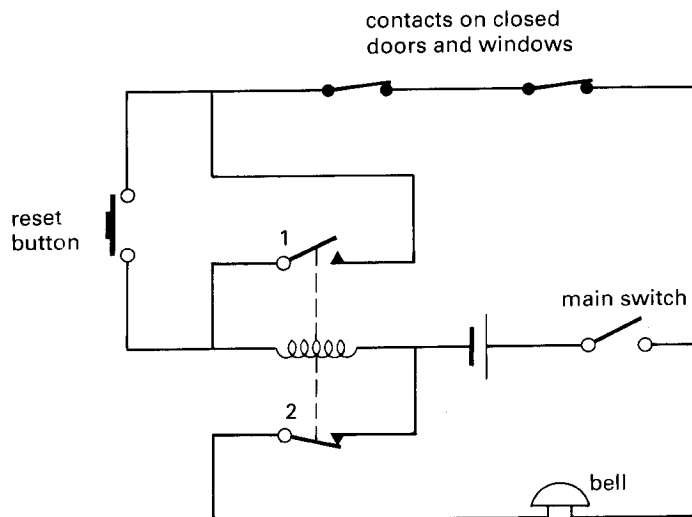 contacts on closed
doors and windows
reset
button
1
main switch
2
bell